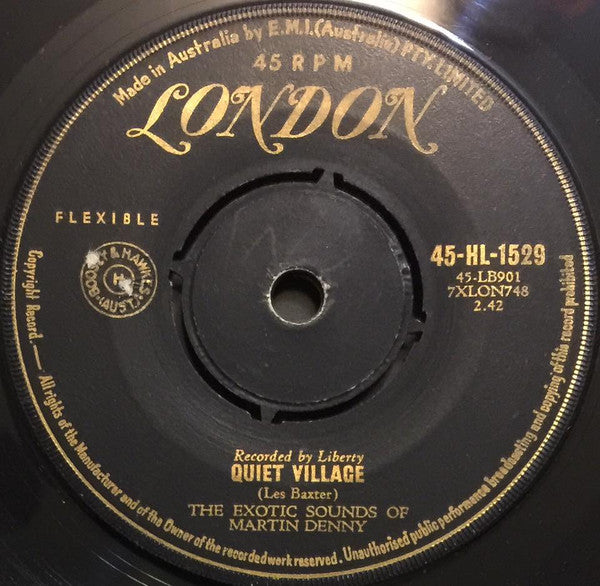 Made in Australia by E.M.I.(Australia) PTY. LIMITED
45 RPM
LONDON
FLEXIBLE
45-HL-1529
45-LB901
7XLON748
2.42
& HAWKES
H
AUST.
Recorded by Liberty
QUIET VILLAGE
(Les Baxter)
THE EXOTIC SOUNDS OF
MARTIN DENNY
Copyright Record. — All rights of the Manufacturer and of the Owner of the recorded work reserved. Unauthorised public performance broadcasting and copying of this record prohibited